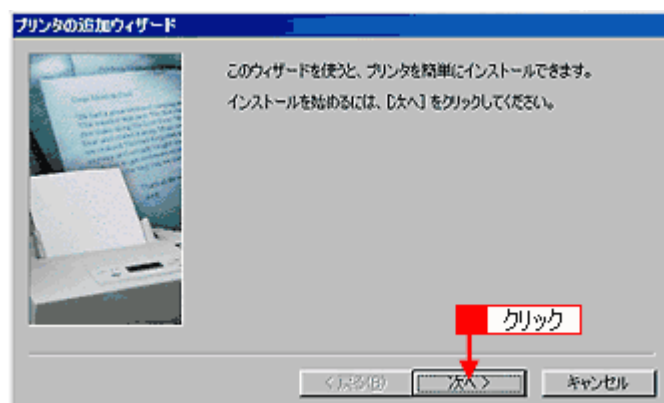 プリンタの追加ウィザード
このウィザードを使うと、プリンタを簡単にインストールできます。
インストールを始めるには、[次へ] をクリックしてください。
クリック
< 戻る(B)
次へ >
キャンセル